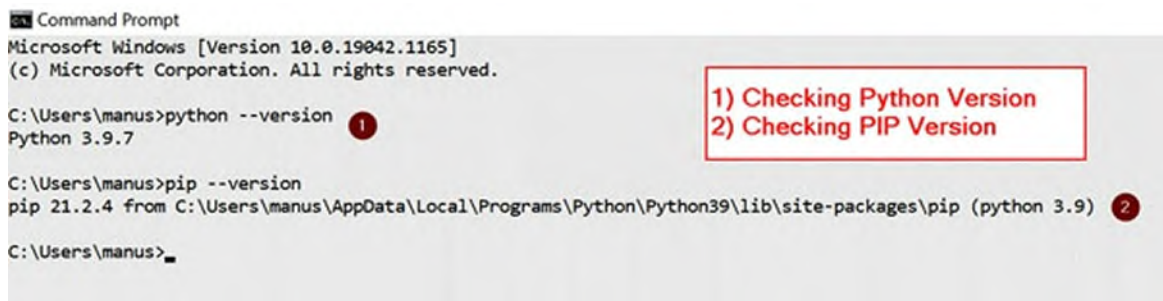 Command Prompt
Microsoft Windows [Version 10.0.19042.1165]
(c) Microsoft Corporation. All rights reserved.
C:\Users\manus>python --version
1
Python 3.9.7
1) Checking Python Version
2) Checking PIP Version
C:\Users\manus>pip --version
pip 21.2.4 from C:\Users\manus\AppData\Local\Programs\Python\Python39\lib\site-packages\pip (python 3.9)
2
C:\Users\manus>